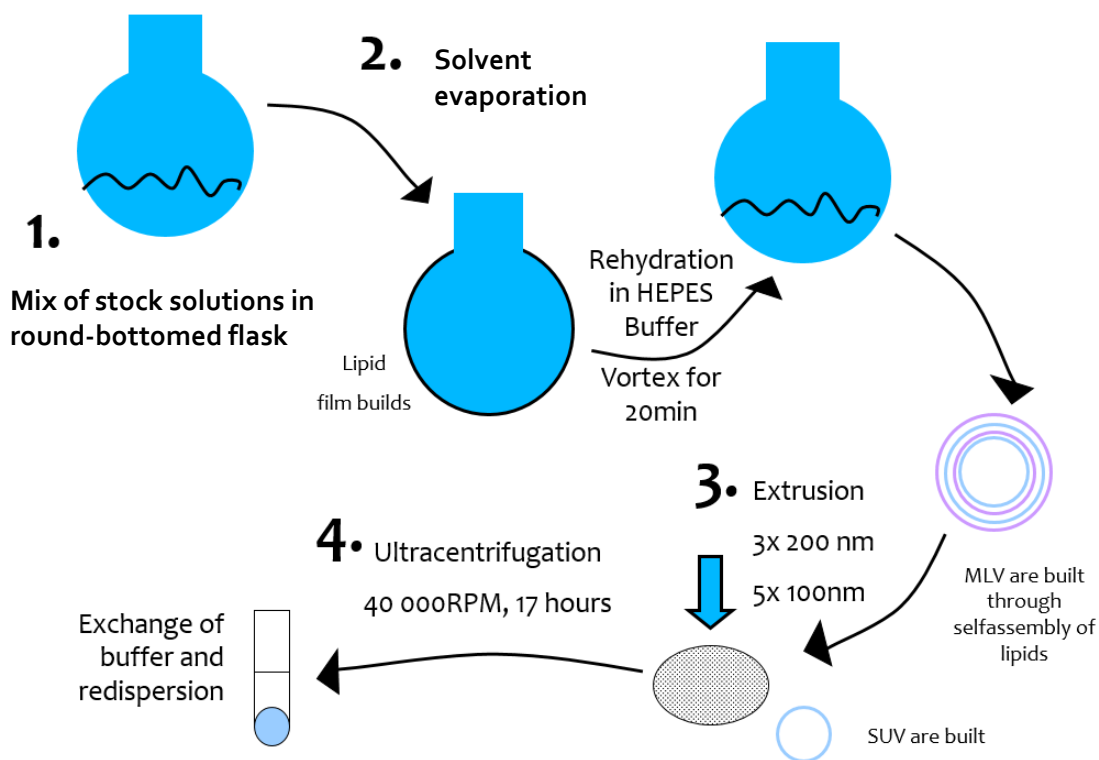 1.
Mix of stock solutions in
round-bottomed flask
2. Solvent
evaporation
Lipid
film builds
Rehydration
in HEPES
Buffer
Vortex for
20min
MLV are built
through
selfassembly of
lipids
3. Extrusion
3x 200 nm
5x 100nm
SUV are built
4. Ultracentrifugation
40 000RPM, 17 hours
Exchange of
buffer and
redispersion